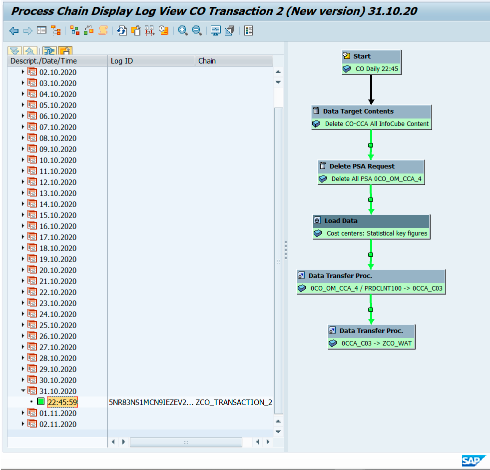 Process Chain Display Log View CO Transaction 2 (New version) 31.10.20
Descript./Date/Time Log ID Chain
02.10.2020
03.10.2020
04.10.2020
05.10.2020
06.10.2020
07.10.2020
08.10.2020
09.10.2020
10.10.2020
11.10.2020
12.10.2020
13.10.2020
14.10.2020
15.10.2020
16.10.2020
17.10.2020
18.10.2020
19.10.2020
20.10.2020
21.10.2020
22.10.2020
23.10.2020
24.10.2020
25.10.2020
26.10.2020
27.10.2020
28.10.2020
29.10.2020
30.10.2020
31.10.2020
22:45:59 5NR83NS1MCN9IEZEV2... ZCO_TRANSACTION_2
01.11.2020
02.11.2020
Start
CO Daily 22:45
Data Target Contents
Delete CO-CCA All InfoCube Content
Delete PSA Request
Delete All PSA 0CO_OM_CCA_4
Load Data
Cost centers: Statistical key figures
Data Transfer Proc.
0CO_OM_CCA_4 / PRDCLNT100 -> 0CCA_C03
Data Transfer Proc.
0CCA_C03 -> ZCO_WAT
SAP